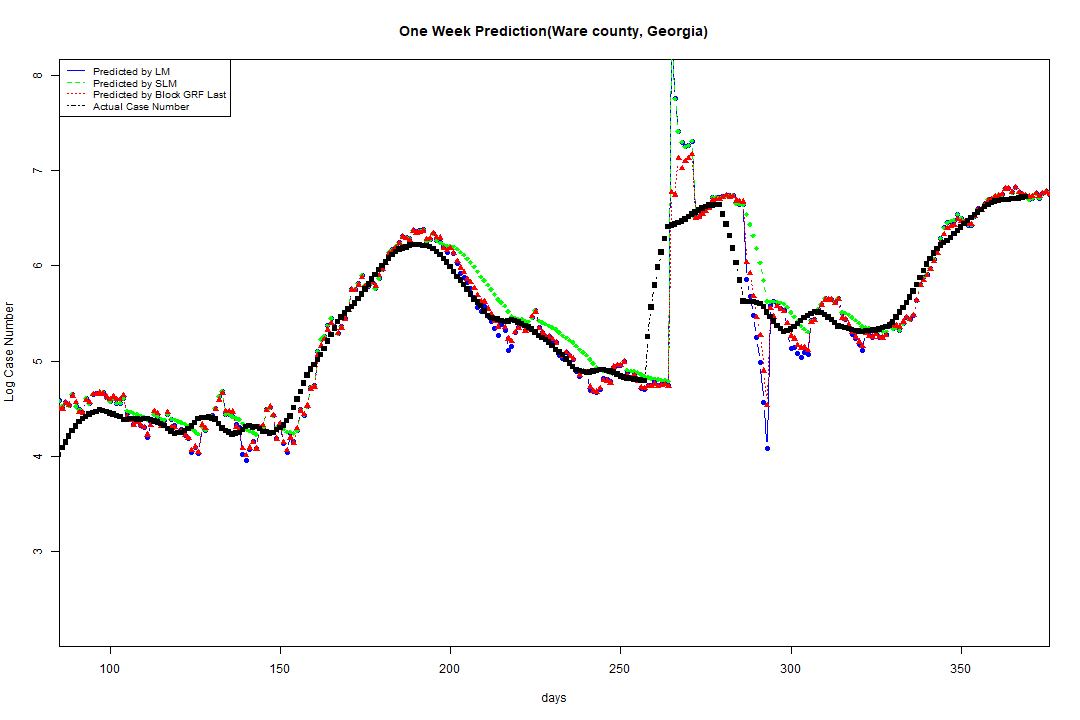 One Week Prediction(Ware county, Georgia)
Predicted by LM
Predicted by SLM
Predicted by Block GRF Last
Actual Case Number
8
7
6
5
4
3
Log Case Number
100 150 200 250 300 350
days